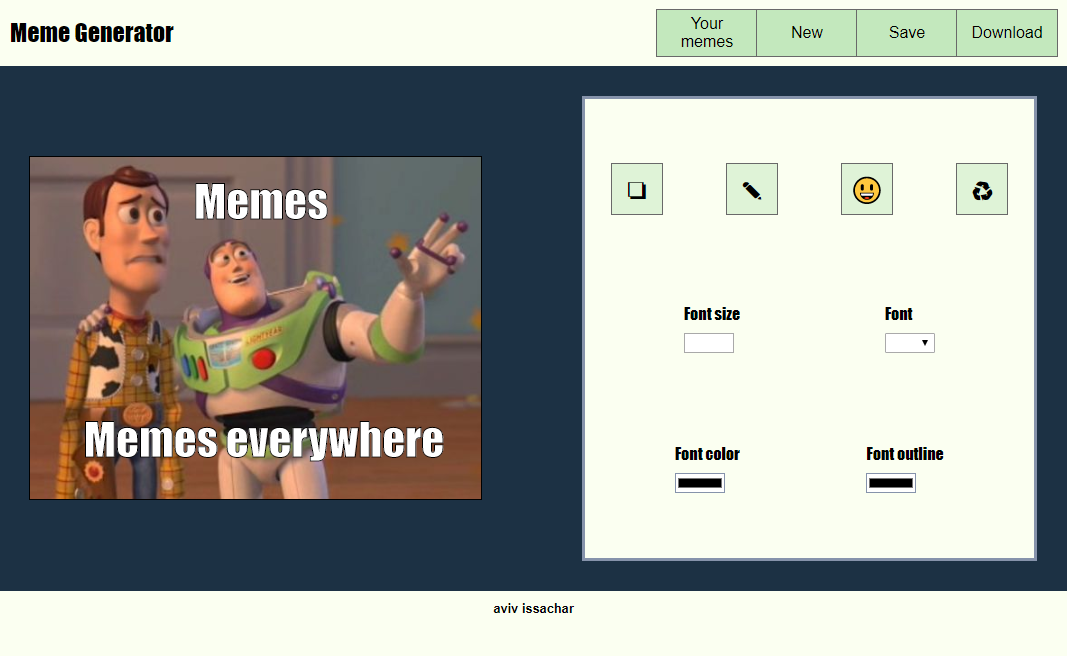 Meme Generator
Your
memes
New
Save
Download
Memes
LIGHTYEAR
Memes everywhere
Font size
Font
Font color
Font outline
aviv issachar